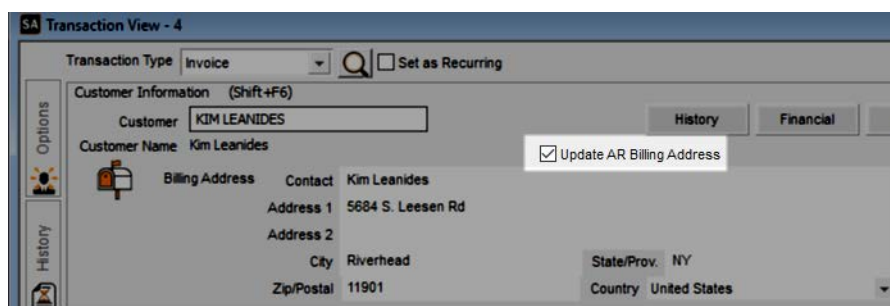 SA Transaction View - 4
Transaction Type Invoice Set as Recurring
Customer Information (Shift+F6)
Customer KIM LEANIDES History Financial
Customer Name Kim Leanides
Update AR Billing Address
Billing Address Contact Kim Leanides
Address 1 5684 S. Leesen Rd
Address 2
City Riverhead State/Prov. NY
Zip/Postal 11901 Country United States
Options
History